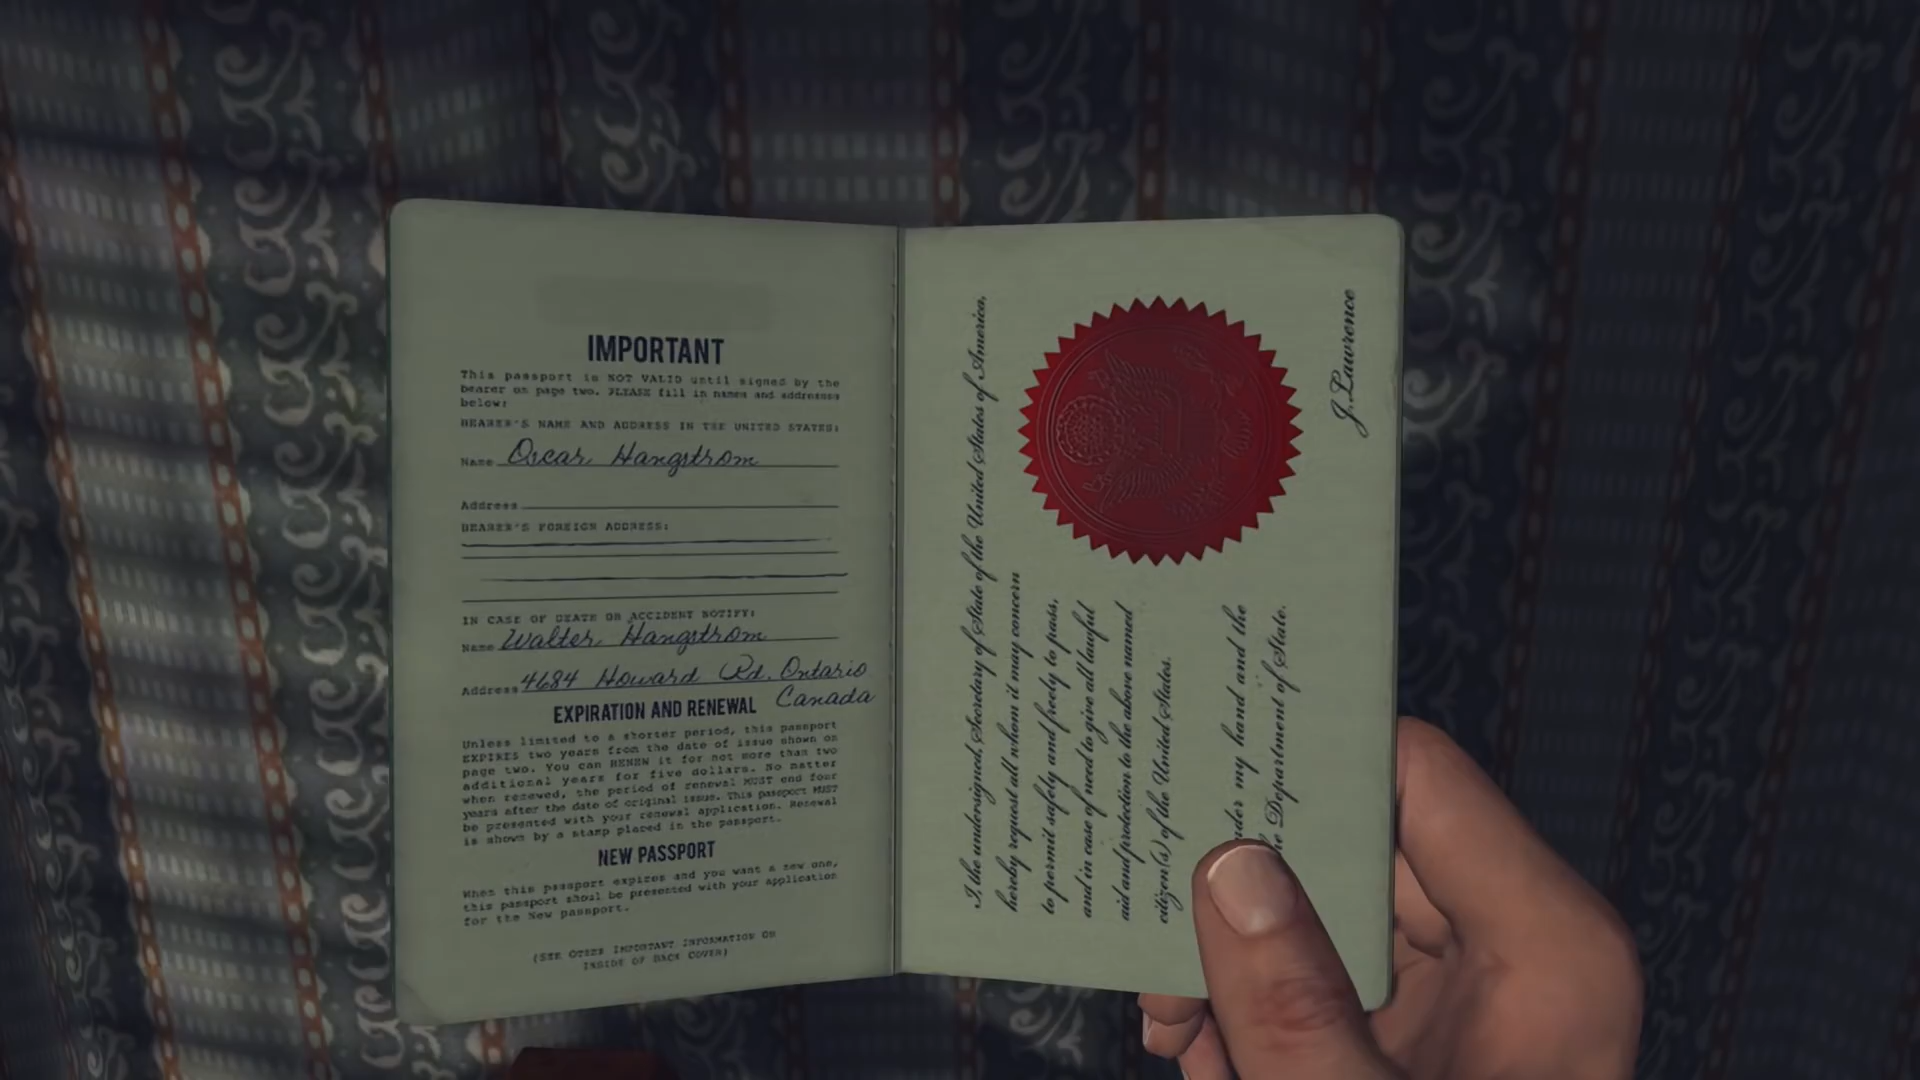 IMPORTANT
This passport is NOT VALID until signed by the
bearer on page two. PLEASE fill in names and addresses
below:
BEARER'S NAME AND ADDRESS IN THE UNITED STATES:
Name Oscar Hangstrom
Address
BEARER'S FOREIGN ADDRESS:
IN CASE OF DEATH OR ACCIDENT NOTIFY:
Name Walter Hangstrom
Address 4684 Howard Rd. Ontario
Canada
EXPIRATION AND RENEWAL
Unless limited to a shorter period, this passport
EXPIRES two years from the date of issue shown on
page two. You can RENEW it for not more than two
additional years for five dollars. No matter
when renewed, the period of renewal MUST end four
years after the date of original issue. This passport MUST
be presented with your renewal application. Renewal
is shown by a stamp placed in the passport.
NEW PASSPORT
When this passport expires and you want a new one,
this passport shoul be presented with your application
for the New passport.
(SEE OTHER IMPORTANT INFORMATION ON
INSIDE OF BACK COVER)
I, the undersigned, Secretary of State of the United States of America,
hereby request all whom it may concern
to permit safely and freely to pass,
and in case of need to give all lawful
aid and protection to the above named
citizen(s) of the United States.
nder my hand and the
he Department of State.
J. Lawrence